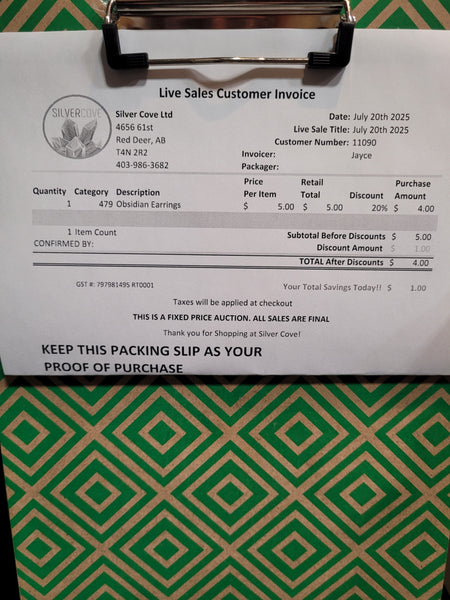 Live Sales Customer Invoice
SILVERCOVE
Silver Cove Ltd
4656 61st
Red Deer, AB
T4N 2R2
403-986-3682
Date: July 20th 2025
Live Sale Title: July 20th 2025
Customer Number: 11090
Invoicer: Jayce
Packager:
Quantity Category Description Price Per Item Retail Total Discount Purchase Amount
1 479 Obsidian Earrings $ 5.00 $ 5.00 20% $ 4.00
1 Item Count
Subtotal Before Discounts $ 5.00
CONFIRMED BY:
Discount Amount $ 1.00
TOTAL After Discounts $ 4.00
GST #: 797981495 RT0001
Your Total Savings Today!! $ 1.00
Taxes will be applied at checkout
THIS IS A FIXED PRICE AUCTION. ALL SALES ARE FINAL
Thank you for Shopping at Silver Cove!
KEEP THIS PACKING SLIP AS YOUR
PROOF OF PURCHASE